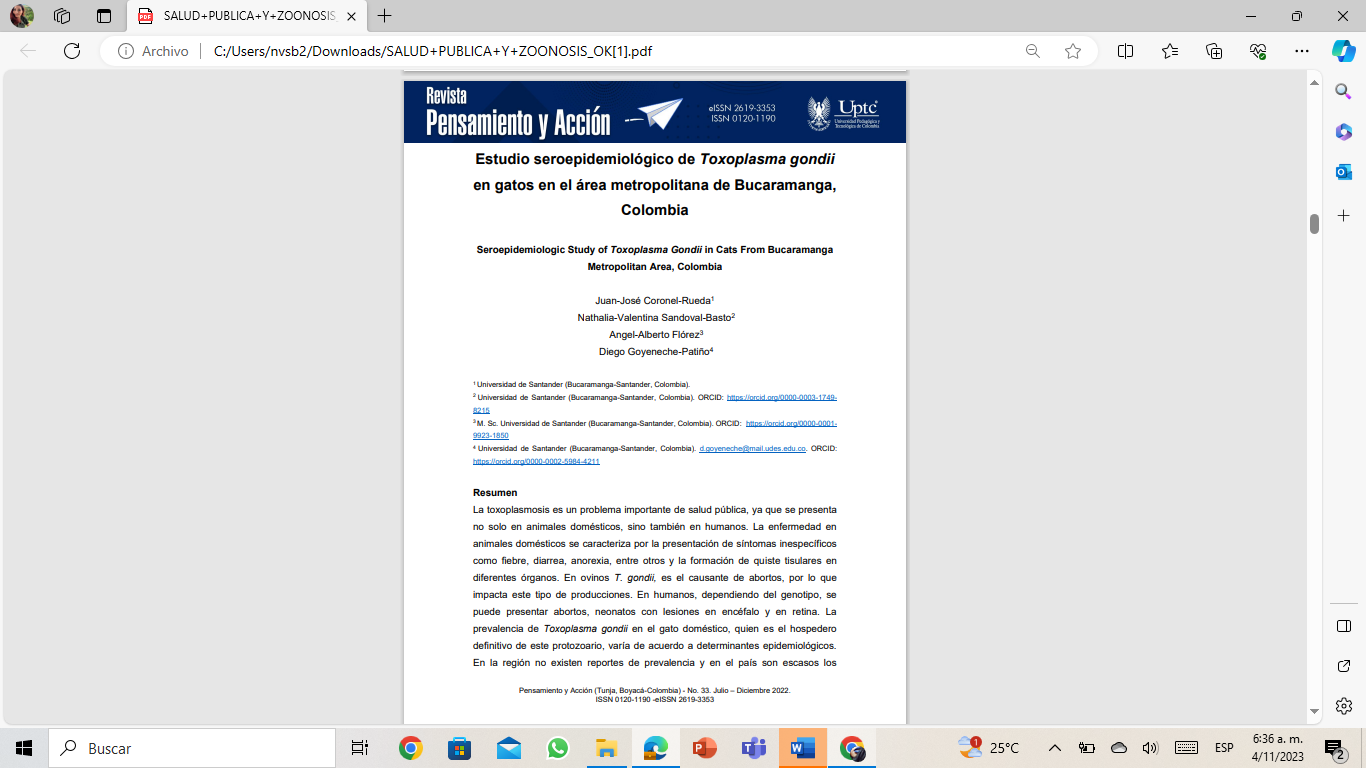 SALUD+PUBLICA+Y+ZOONOSIS
Archivo
C:/Users/nvsb2/Downloads/SALUD+PUBLICA+Y+ZOONOSIS_OK[1].pdf
Revista
Pensamiento y Acción
eISSN 2619-3353
ISSN 0120-1190
Uptc
Universidad Pedagógica y
Tecnológica de Colombia
Estudio seroepidemiológico de Toxoplasma gondii
en gatos en el área metropolitana de Bucaramanga,
Colombia
Seroepidemiologic Study of Toxoplasma Gondii in Cats From Bucaramanga
Metropolitan Area, Colombia
Juan-José Coronel-Rueda¹
Nathalia-Valentina Sandoval-Basto²
Angel-Alberto Flórez³
Diego Goyeneche-Patiño⁴
¹ Universidad de Santander (Bucaramanga-Santander, Colombia).
² Universidad de Santander (Bucaramanga-Santander, Colombia). ORCID: https://orcid.org/0000-0003-1749-
8215
³ M. Sc. Universidad de Santander (Bucaramanga-Santander, Colombia). ORCID: https://orcid.org/0000-0001-
9923-1850
⁴ Universidad de Santander (Bucaramanga-Santander, Colombia). d.goyeneche@mail.udes.edu.co. ORCID:
https://orcid.org/0000-0002-5984-4211
Resumen
La toxoplasmosis es un problema importante de salud pública, ya que se presenta
no solo en animales domésticos, sino también en humanos. La enfermedad en
animales domésticos se caracteriza por la presentación de síntomas inespecíficos
como fiebre, diarrea, anorexia, entre otros y la formación de quiste tisulares en
diferentes órganos. En ovinos T. gondii, es el causante de abortos, por lo que
impacta este tipo de producciones. En humanos, dependiendo del genotipo, se
puede presentar abortos, neonatos con lesiones en encéfalo y en retina. La
prevalencia de Toxoplasma gondii en el gato doméstico, quien es el hospedero
definitivo de este protozoario, varía de acuerdo a determinantes epidemiológicos.
En la región no existen reportes de prevalencia y en el país son escasos los
Pensamiento y Acción (Tunja, Boyacá-Colombia) - No. 33. Julio – Diciembre 2022.
ISSN 0120-1190 -eISSN 2619-3353
Buscar
1
25°C
ESP
6:36 a. m.
4/11/2023
2